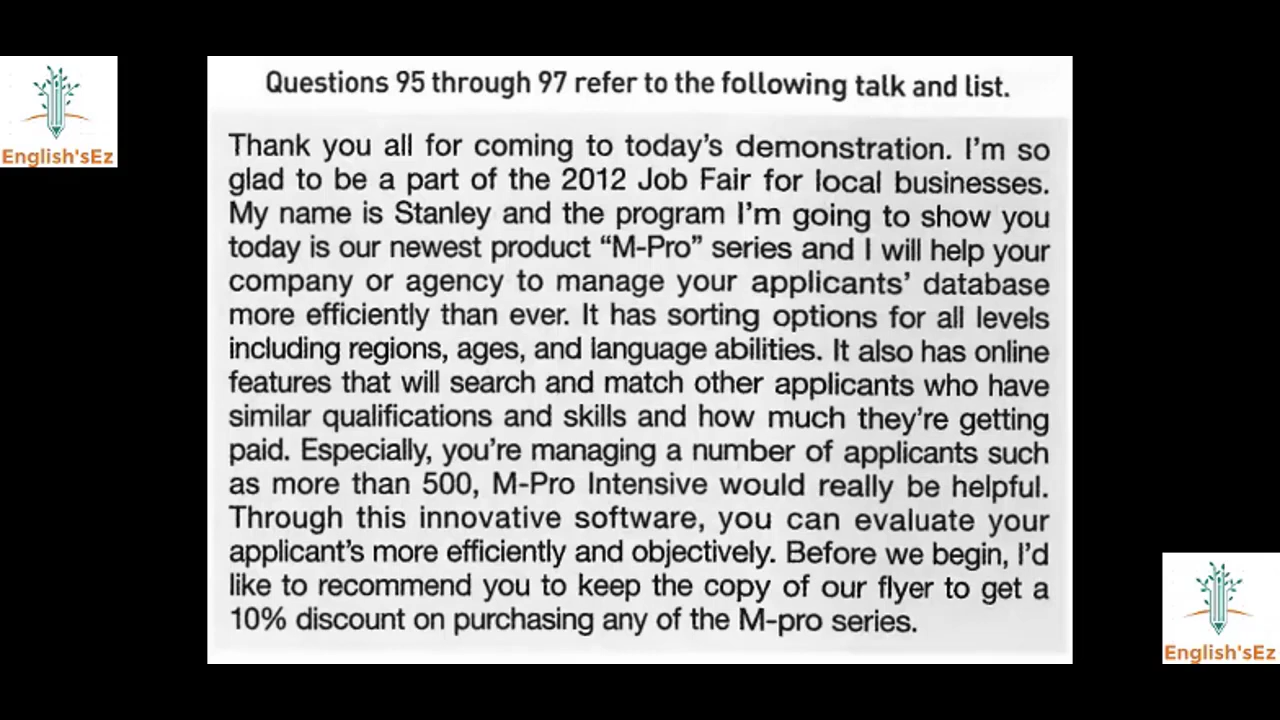 Questions 95 through 97 refer to the following talk and list.
Thank you all for coming to today's demonstration. I'm so
glad to be a part of the 2012 Job Fair for local businesses.
My name is Stanley and the program I'm going to show you
today is our newest product “M-Pro” series and I will help your
company or agency to manage your applicants' database
more efficiently than ever. It has sorting options for all levels
including regions, ages, and language abilities. It also has online
features that will search and match other applicants who have
similar qualifications and skills and how much they're getting
paid. Especially, you're managing a number of applicants such
as more than 500, M-Pro Intensive would really be helpful.
Through this innovative software, you can evaluate your
applicant's more efficiently and objectively. Before we begin, I'd
like to recommend you to keep the copy of our flyer to get a
10% discount on purchasing any of the M-pro series.
English'sEz
English'sEz